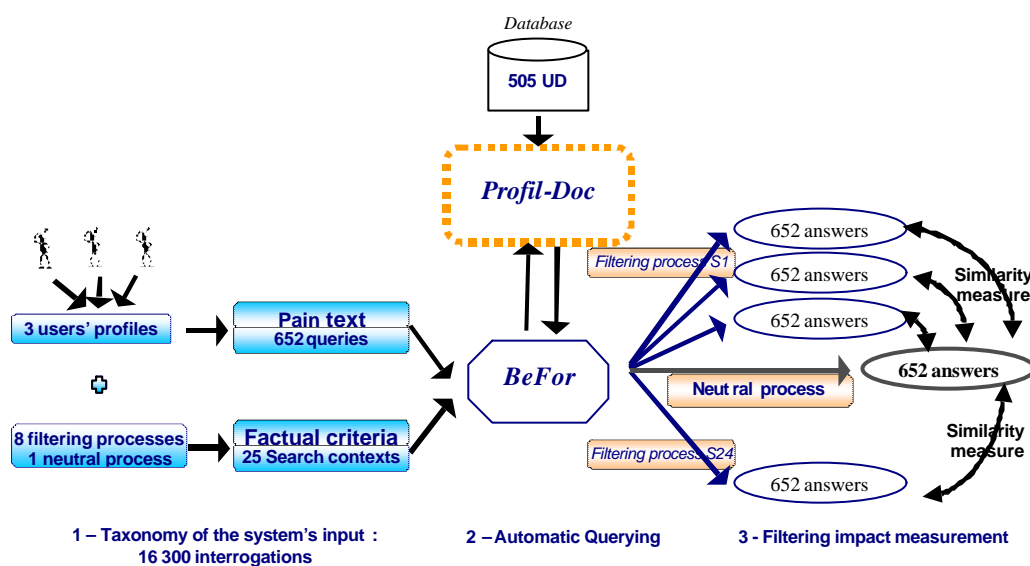 Database
505 UD
Profil-Doc
3 users' profiles
8 filtering processes
1 neutral process
Pain text
652 queries
Factual criteria
25 Search contexts
BeFor
Filtering process S1
Neutral process
Filtering process S24
652 answers
652 answers
652 answers
652 answers
652 answers
Similarity
measure
Similarity
measure
1 – Taxonomy of the system's input :
16 300 interrogations
2 – Automatic Querying
3 - Filtering impact measurement